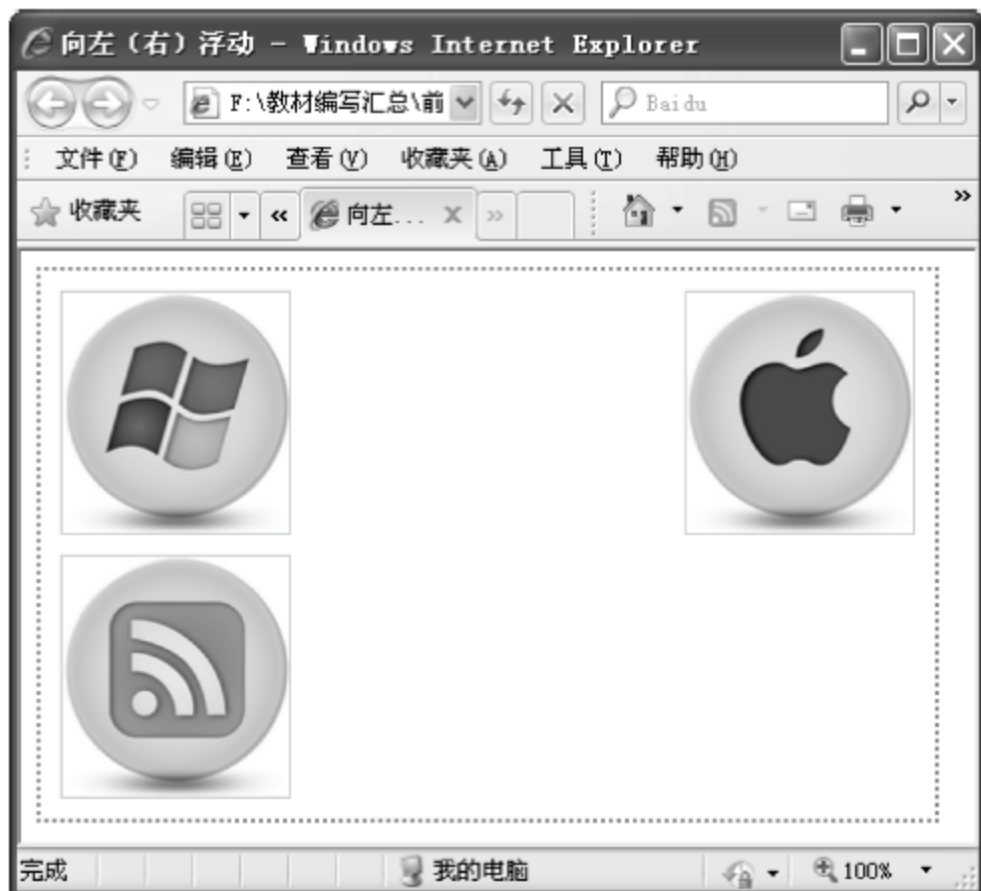 向左（右）浮动 - Windows Internet Explorer
F:\教材编写汇总\前 Baidu
文件(F) 编辑(E) 查看(V) 收藏夹(A) 工具(T) 帮助(H)
收藏夹 向左...
完成 我的电脑 100%